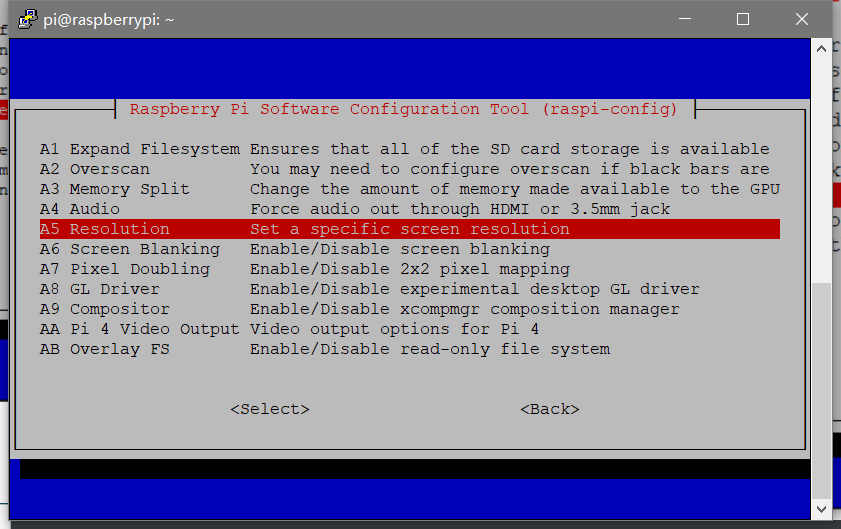 pi@raspberrypi: ~
Raspberry Pi Software Configuration Tool (raspi-config)
A1 Expand Filesystem Ensures that all of the SD card storage is available
A2 Overscan You may need to configure overscan if black bars are
A3 Memory Split Change the amount of memory made available to the GPU
A4 Audio Force audio out through HDMI or 3.5mm jack
A5 Resolution Set a specific screen resolution
A6 Screen Blanking Enable/Disable screen blanking
A7 Pixel Doubling Enable/Disable 2x2 pixel mapping
A8 GL Driver Enable/Disable experimental desktop GL driver
A9 Compositor Enable/Disable xcompmgr composition manager
AA Pi 4 Video Output Video output options for Pi 4
AB Overlay FS Enable/Disable read-only file system
<Select> <Back>